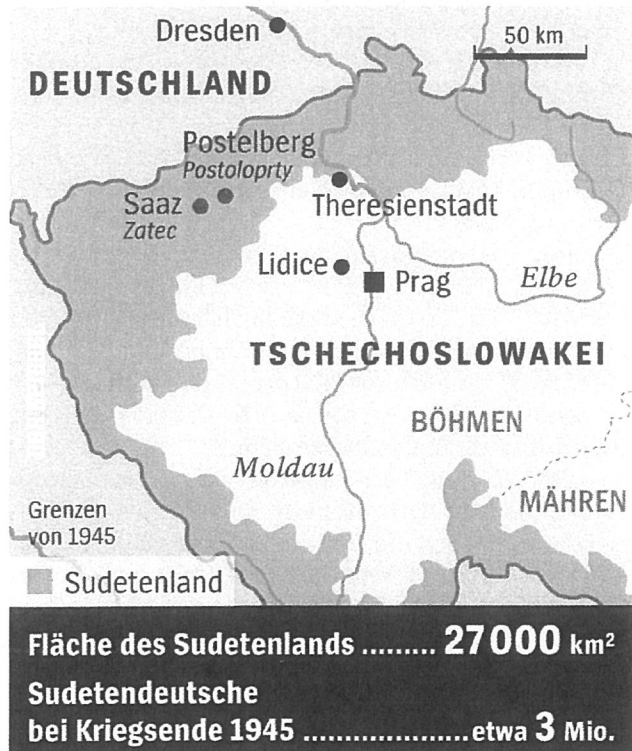 Dresden
50 km
DEUTSCHLAND
Postelberg
Postoloprty
Saaz
Zatec
Theresienstadt
Lidice
Prag
Elbe
TSCHECHOSLOWAKEI
BÖHMEN
Moldau
MÄHREN
Grenzen
von 1945
Sudetenland
Fläche des Sudetenlands ......... 27000 km²
Sudetendeutsche
bei Kriegsende 1945 ....................etwa 3 Mio.